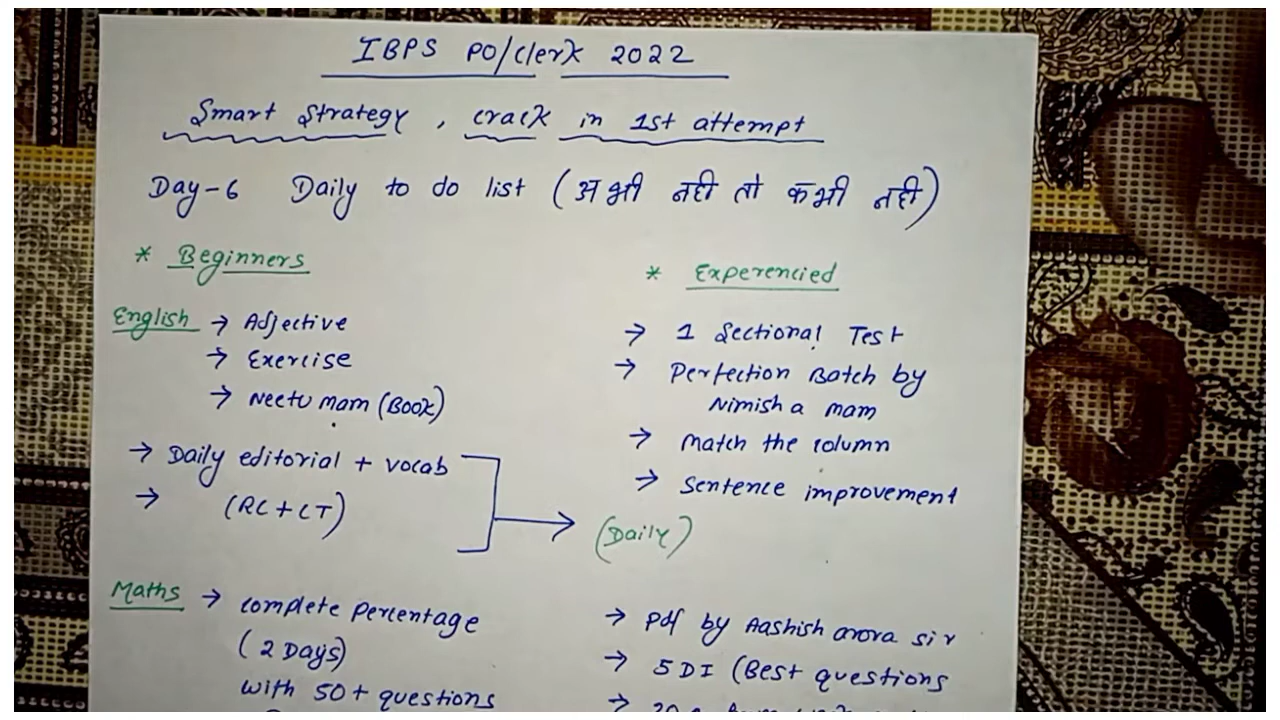 IBPS PO/Clerk 2022
Smart Strategy, crack in 1st attempt
Day-6 Daily to do list (अभी नही तो कभी नही)
* Beginners
English → Adjective
→ Exercise
→ Neetu mam (Book)
→ Daily editorial + vocab
→ (RC + CT)
(Daily)
* Experencied
→ 1 Sectional Test
→ Perfection Batch by
Nimisha mam
→ Match the column
→ Sentence improvement
Maths → Complete percentage
(2 Days)
with 50+ questions
→ Pdf by Aashish arora sir
→ 5 DI (Best questions